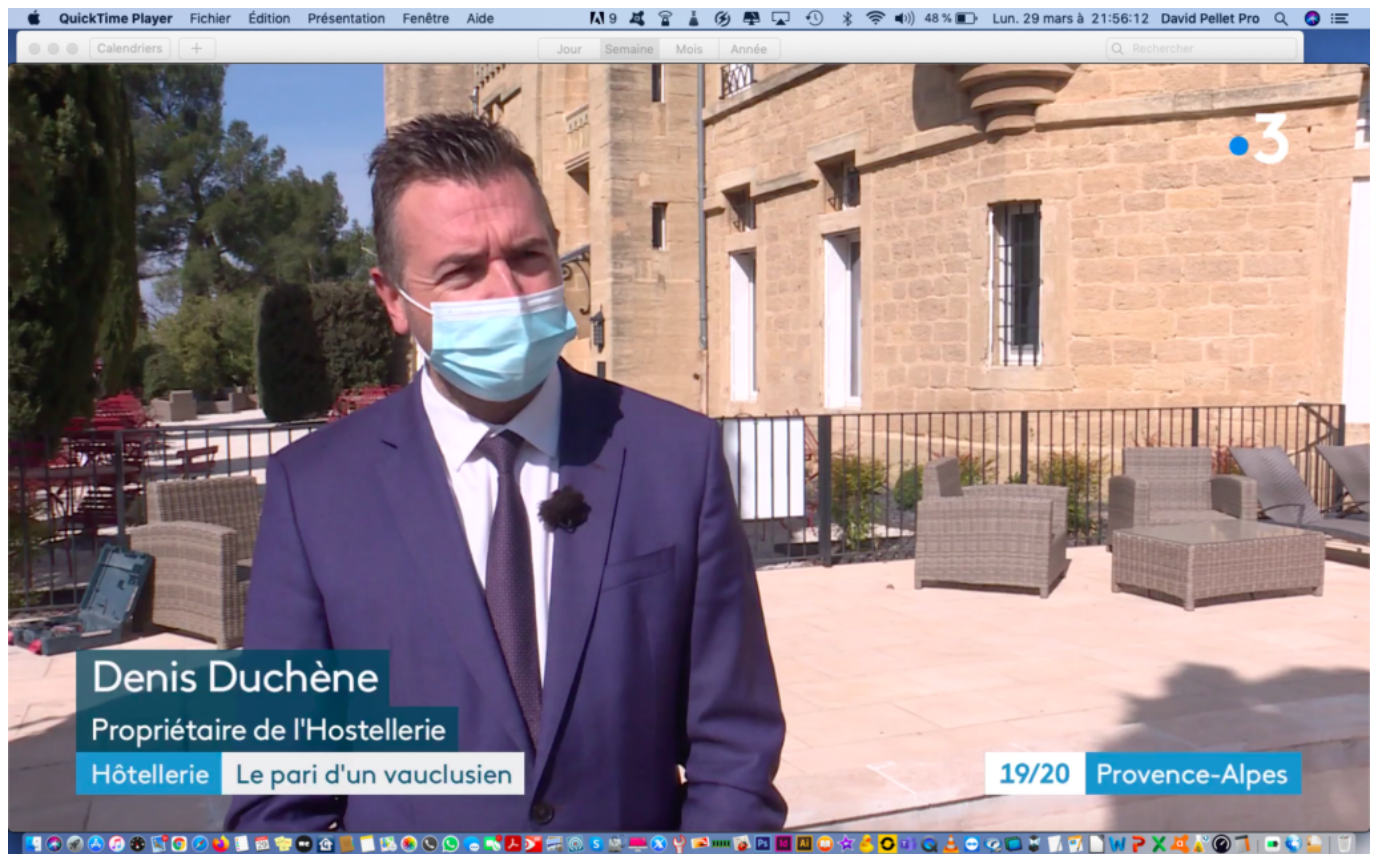 QuickTime Player Fichier Édition Présentation Fenêtre Aide 9 48 % Lun. 29 mars à 21:56:12 David Pellet Pro
Calendriers + Jour Semaine Mois Année Rechercher
3
Denis Duchène
Propriétaire de l'Hostellerie
Hôtellerie Le pari d'un vauclusien
19/20 Provence-Alpes